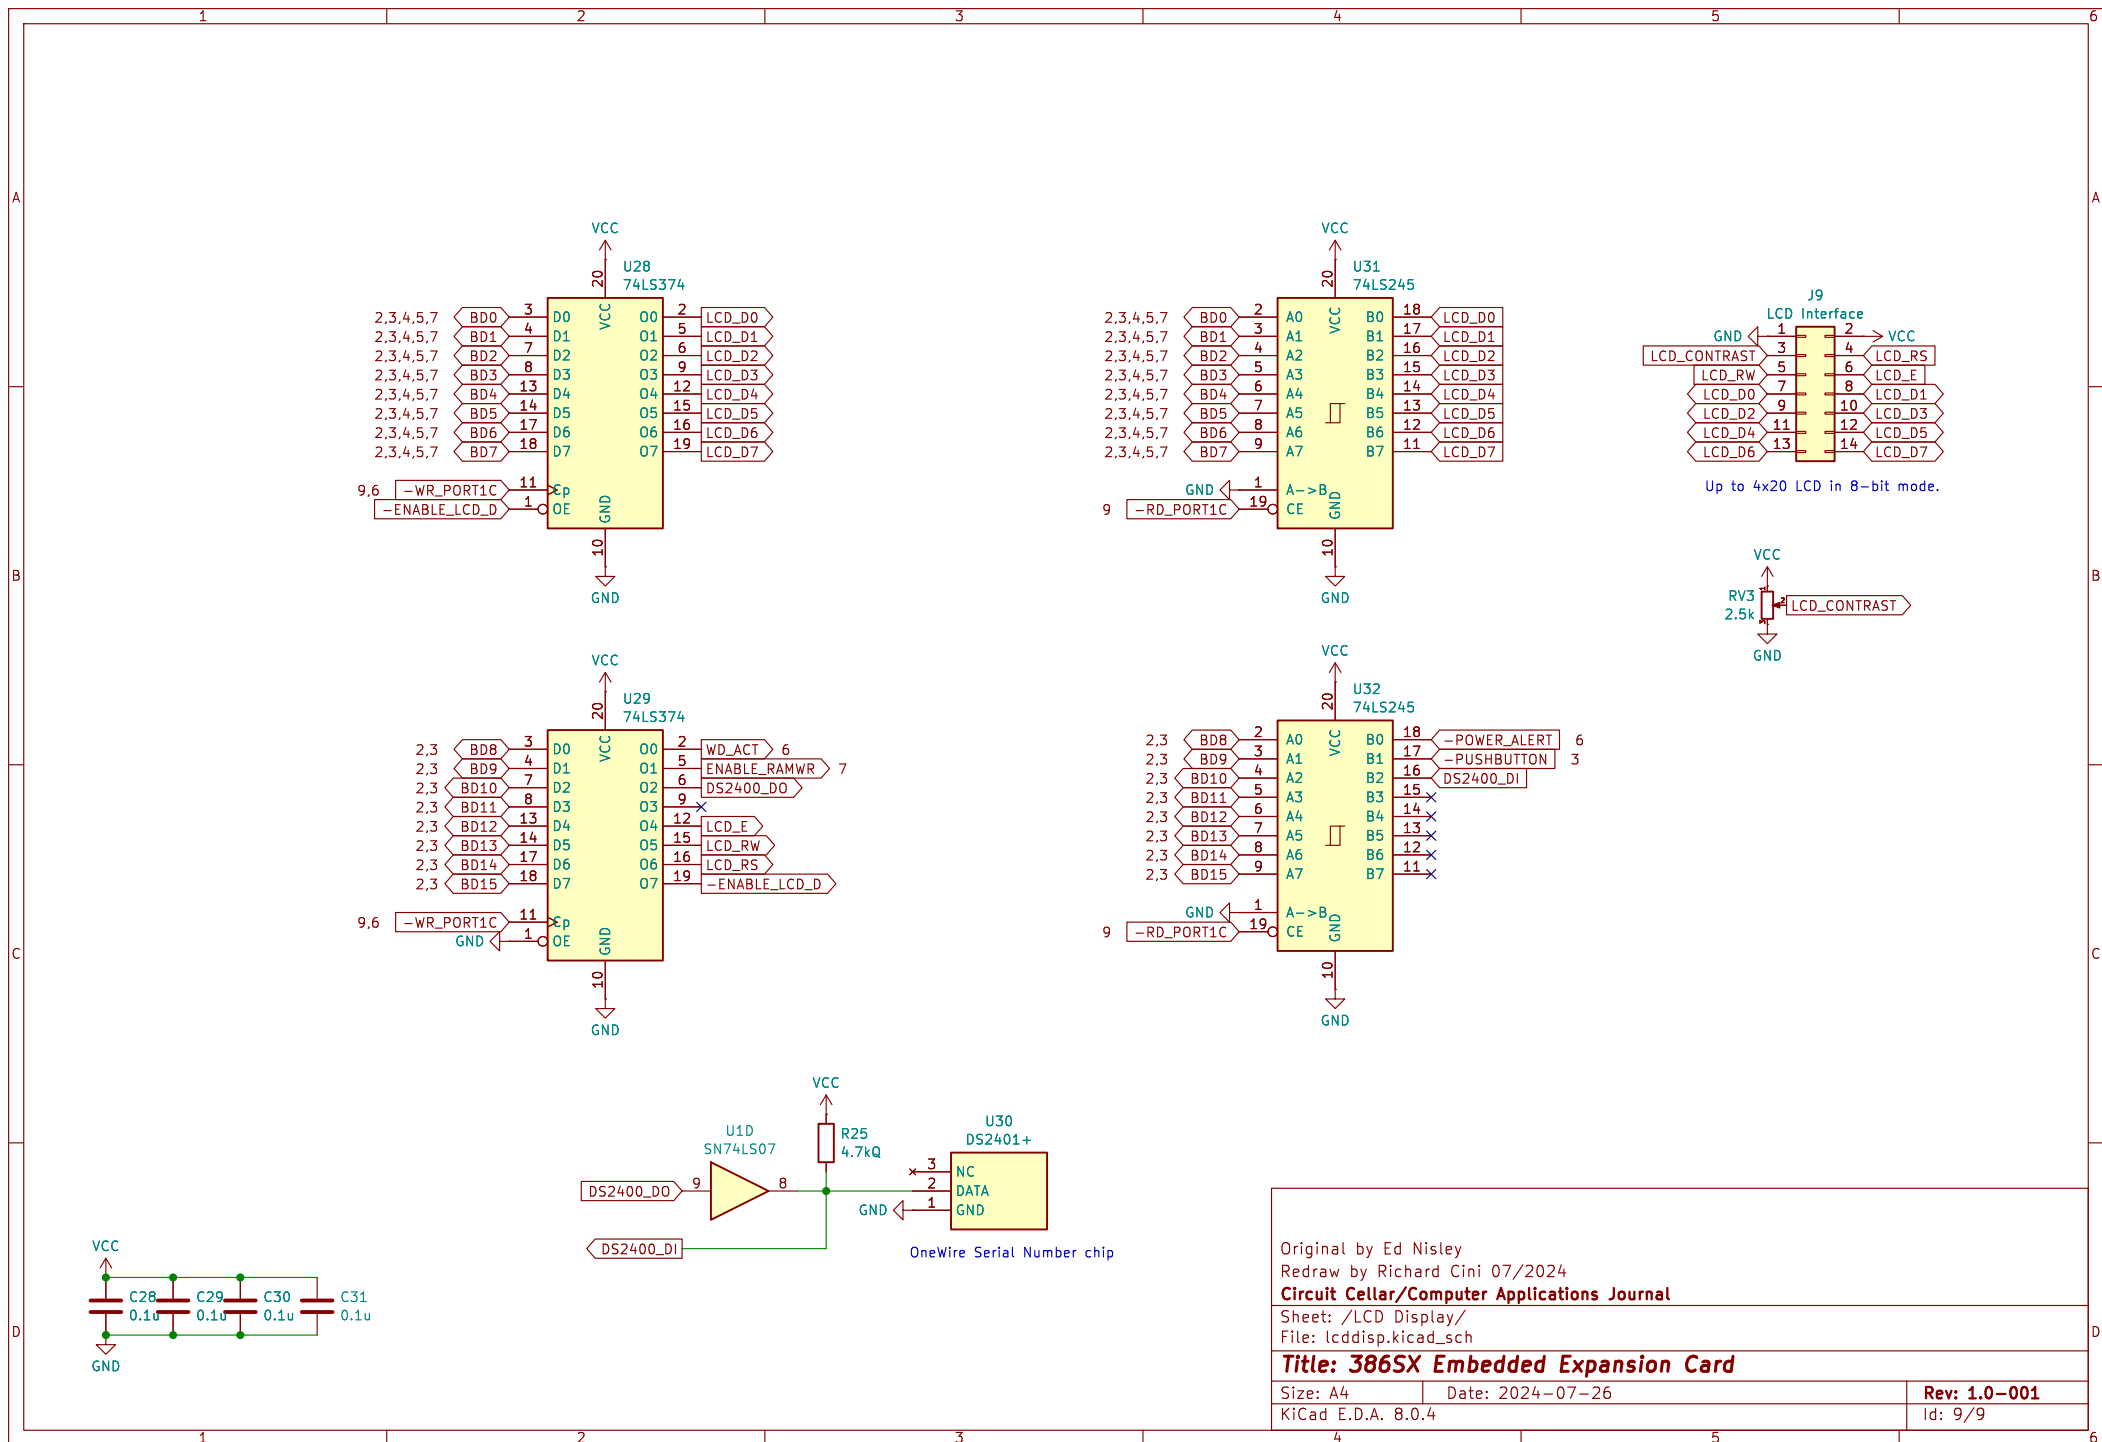 1 2 3 4 5 6
A A
B B
C C
D D
1 2 3 4 5 6
VCC
20
U28
74LS374
VCC
2,3,4,5,7 BD0 3 D0 O0 2 LCD_D0
2,3,4,5,7 BD1 4 D1 O1 5 LCD_D1
2,3,4,5,7 BD2 7 D2 O2 6 LCD_D2
2,3,4,5,7 BD3 8 D3 O3 9 LCD_D3
2,3,4,5,7 BD4 13 D4 O4 12 LCD_D4
2,3,4,5,7 BD5 14 D5 O5 15 LCD_D5
2,3,4,5,7 BD6 17 D6 O6 16 LCD_D6
2,3,4,5,7 BD7 18 D7 O7 19 LCD_D7
9,6 -WR_PORT1C 11 Cp
-ENABLE_LCD_D 1 OE
GND
10
GND
VCC
20
U31
74LS245
VCC
2,3,4,5,7 BD0 2 A0 B0 18 LCD_D0
2,3,4,5,7 BD1 3 A1 B1 17 LCD_D1
2,3,4,5,7 BD2 4 A2 B2 16 LCD_D2
2,3,4,5,7 BD3 5 A3 B3 15 LCD_D3
2,3,4,5,7 BD4 6 A4 B4 14 LCD_D4
2,3,4,5,7 BD5 7 A5 B5 13 LCD_D5
2,3,4,5,7 BD6 8 A6 B6 12 LCD_D6
2,3,4,5,7 BD7 9 A7 B7 11 LCD_D7
GND 1 A->B
9 -RD_PORT1C 19 CE
GND
10
GND
J9
LCD Interface
GND 1 2 VCC
LCD_CONTRAST 3 4 LCD_RS
LCD_RW 5 6 LCD_E
LCD_D0 7 8 LCD_D1
LCD_D2 9 10 LCD_D3
LCD_D4 11 12 LCD_D5
LCD_D6 13 14 LCD_D7
Up to 4x20 LCD in 8-bit mode.
VCC
1
RV3
2.5k
2 LCD_CONTRAST
3
GND
VCC
20
U29
74LS374
VCC
2,3 BD8 3 D0 O0 2 WD_ACT 6
2,3 BD9 4 D1 O1 5 ENABLE_RAMWR 7
2,3 BD10 7 D2 O2 6 DS2400_DO
2,3 BD11 8 D3 O3 9
2,3 BD12 13 D4 O4 12 LCD_E
2,3 BD13 14 D5 O5 15 LCD_RW
2,3 BD14 17 D6 O6 16 LCD_RS
2,3 BD15 18 D7 O7 19 -ENABLE_LCD_D
9,6 -WR_PORT1C 11 Cp
GND 1 OE
GND
10
GND
VCC
20
U32
74LS245
VCC
2,3 BD8 2 A0 B0 18 -POWER_ALERT 6
2,3 BD9 3 A1 B1 17 -PUSHBUTTON 3
2,3 BD10 4 A2 B2 16 DS2400_DI
2,3 BD11 5 A3 B3 15
2,3 BD12 6 A4 B4 14
2,3 BD13 7 A5 B5 13
2,3 BD14 8 A6 B6 12
2,3 BD15 9 A7 B7 11
GND 1 A->B
9 -RD_PORT1C 19 CE
GND
10
GND
VCC
R25
4.7kΩ
U1D
SN74LS07
DS2400_DO 9 8
DS2400_DI
U30
DS2401+
3 NC
2 DATA
GND 1 GND
OneWire Serial Number chip
VCC
C28 C29 C30 C31
0.1u 0.1u 0.1u 0.1u
GND
Original by Ed Nisley
Redraw by Richard Cini 07/2024
Circuit Cellar/Computer Applications Journal
Sheet: /LCD Display/
File: lcddisp.kicad_sch
Title: 386SX Embedded Expansion Card
Size: A4 Date: 2024-07-26 Rev: 1.0-001
KiCad E.D.A. 8.0.4 Id: 9/9